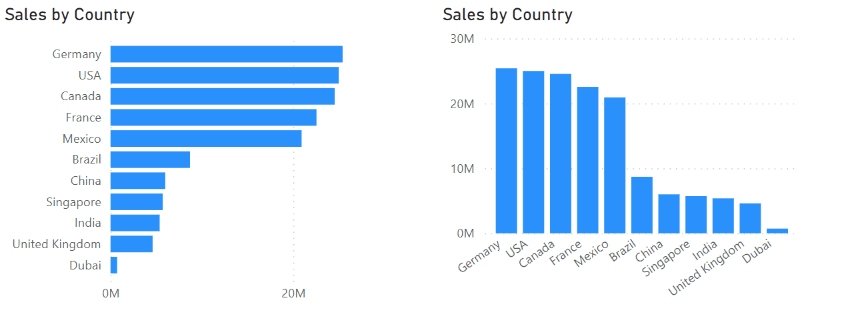 Sales by Country
Germany
USA
Canada
France
Mexico
Brazil
China
Singapore
India
United Kingdom
Dubai
0M
20M
Sales by Country
30M
20M
10M
0M
Germany
USA
Canada
France
Mexico
Brazil
China
Singapore
India
United Kingdom
Dubai